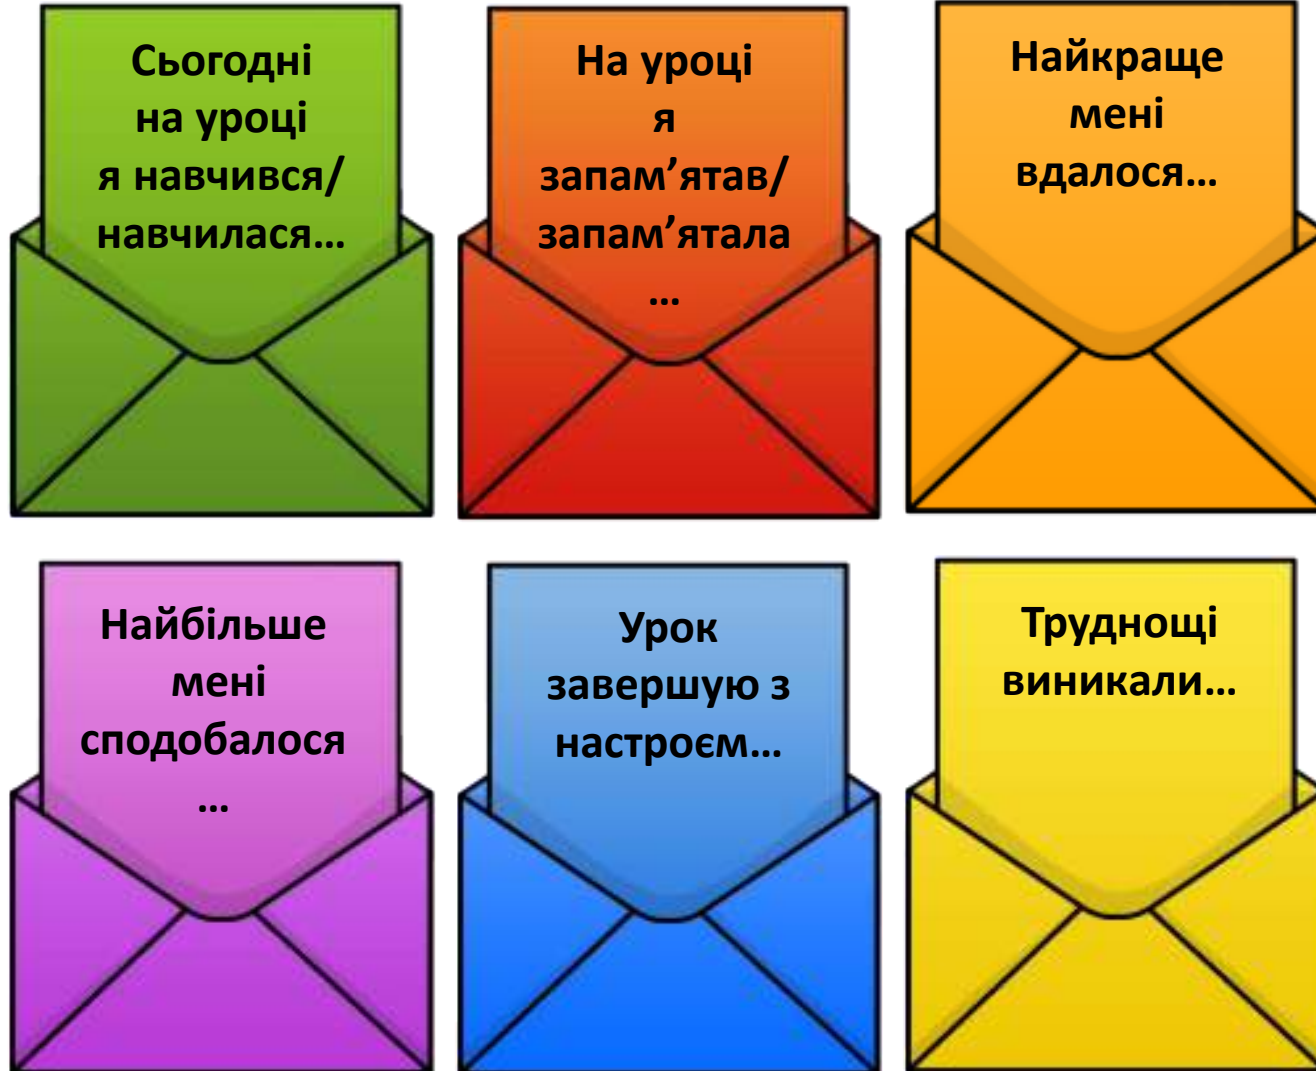 Сьогодні
на уроці
я навчився/
навчилася…
На уроці
я
запам’ятав/
запам’ятала
…
Найкраще
мені
вдалося…
Найбільше
мені
сподобалося
…
Урок
завершую з
настроєм…
Труднощі
виникали…